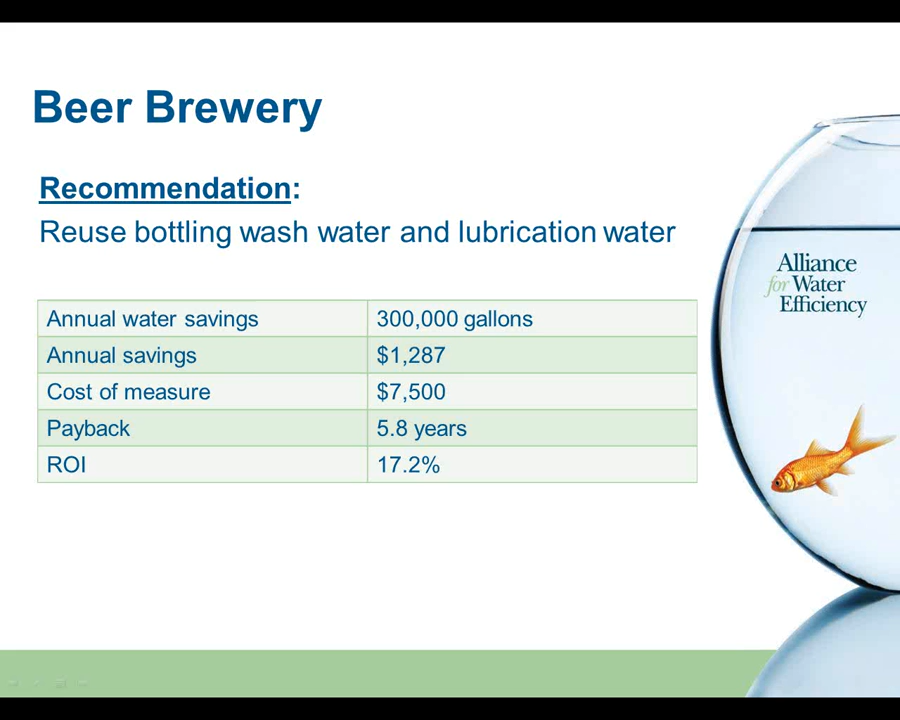 Beer Brewery
Recommendation:
Reuse bottling wash water and lubrication water
Annual water savings 300,000 gallons
Annual savings $1,287
Cost of measure $7,500
Payback 5.8 years
ROI 17.2%
Alliance
for Water
Efficiency